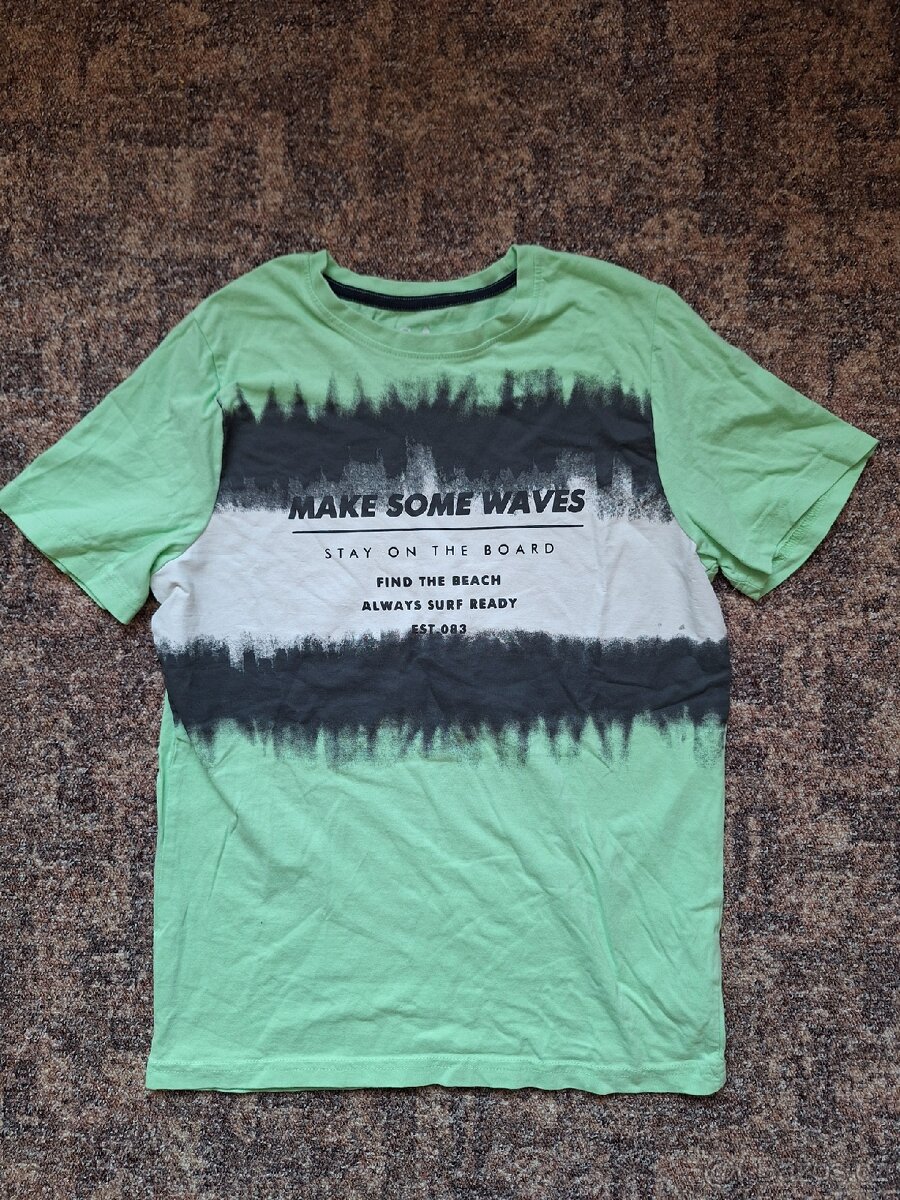 MAKE SOME WAVES
STAY ON THE BOARD
FIND THE BEACH
ALWAYS SURF READY
EST.083